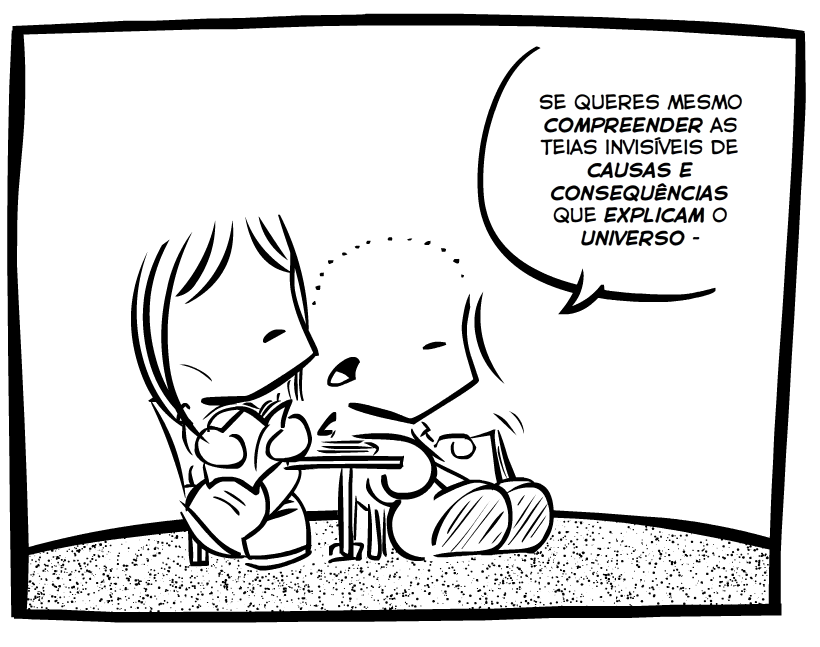 SE QUERES MESMO
COMPREENDER AS
TEIAS INVISÍVEIS DE
CAUSAS E
CONSEQUÊNCIAS
QUE EXPLICAM O
UNIVERSO -